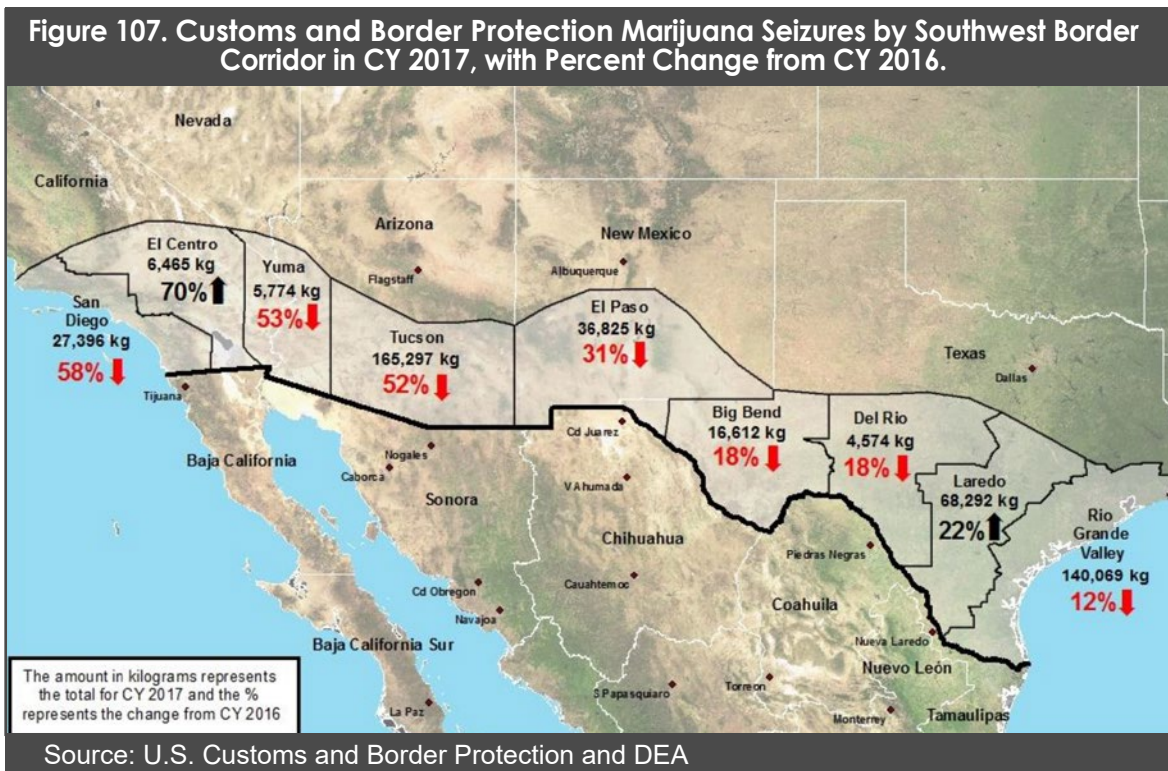 Figure 107. Customs and Border Protection Marijuana Seizures by Southwest Border
Corridor in CY 2017, with Percent Change from CY 2016.
Nevada
California
Arizona
New Mexico
Flagstaff
Albuquerque
El Centro
6,465 kg
70%
Yuma
5,774 kg
53%
San
Diego
27,396 kg
58%
Tucson
165,297 kg
52%
El Paso
36,825 kg
31%
Texas
Dallas
Big Bend
16,612 kg
18%
Del Rio
4,574 kg
18%
Laredo
68,292 kg
22%
Rio
Grande
Valley
140,069 kg
12%
Tijuana
Baja California
Nogales
Caborca
Sonora
Cd Juarez
V Ahumada
Chihuahua
Cuauhtemoc
Piedras Negras
Coahuila
Cd Obregon
Navajoa
Baja California Sur
Nueva Laredo
Nuevo León
S Papasquiaro
Torreon
La Paz
Monterrey
Tamaulipas
The amount in kilograms represents
the total for CY 2017 and the %
represents the change from CY 2016
Source: U.S. Customs and Border Protection and DEA